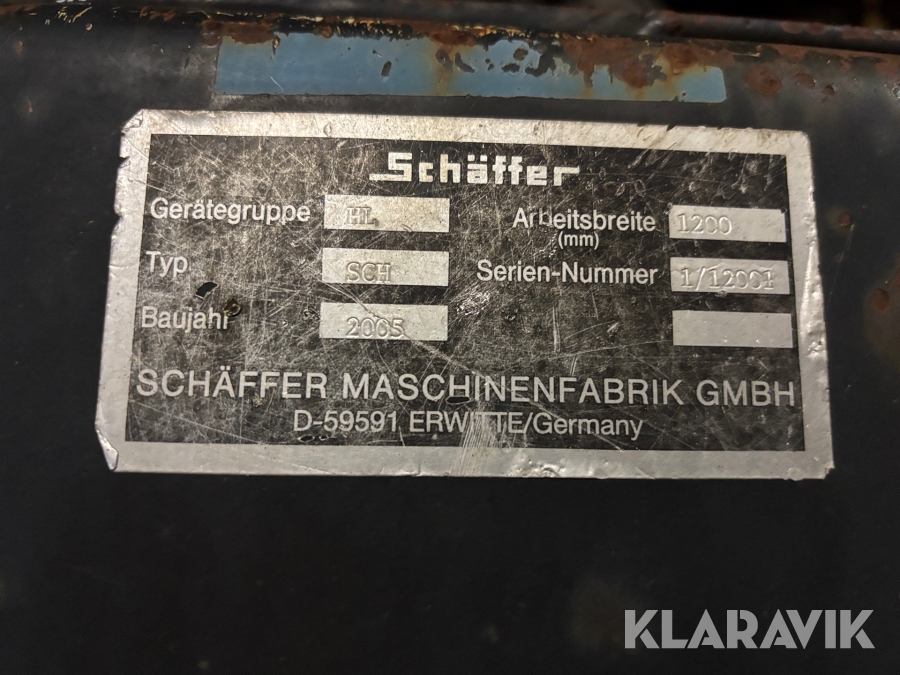 Schäffer
Gerätegruppe HL Arbeitsbreite 1200
(mm)
Typ SCH Serien-Nummer 1/12001
Baujahr 2005
SCHÄFFER MASCHINENFABRIK GMBH
D-59591 ERWITTE/Germany
KLARAVIK